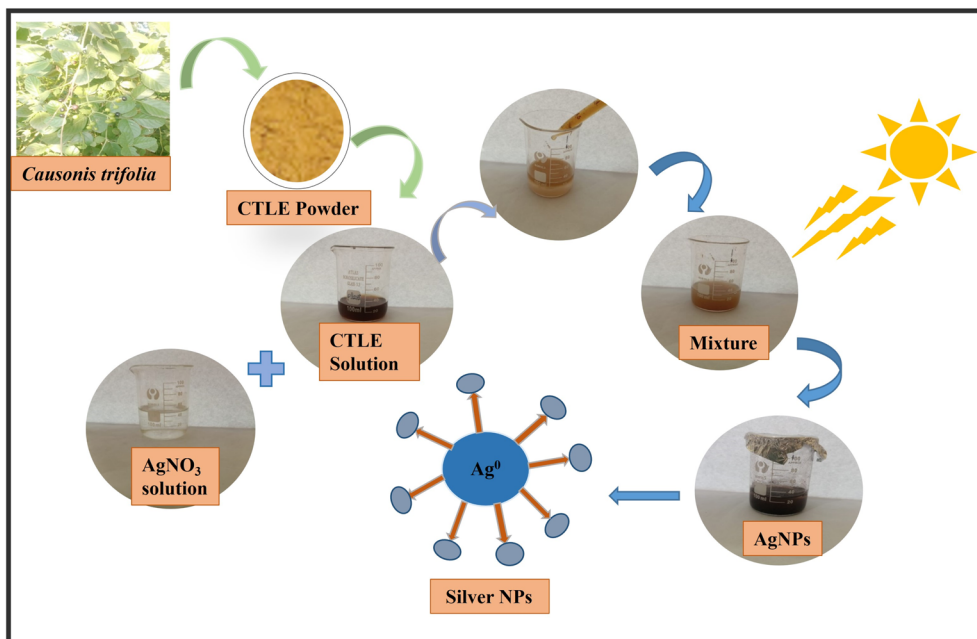 Causonis trifolia
CTLE Powder
CTLE
Solution
AgNO₃
solution
Mixture
AgNPs
Ag⁰
Silver NPs